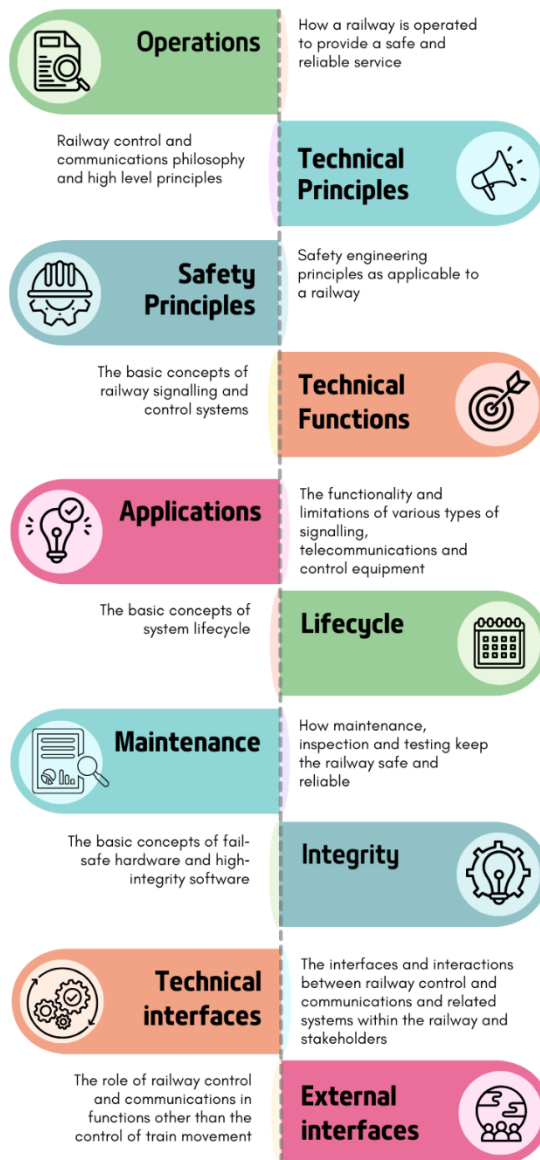 Operations
How a railway is operated
to provide a safe and
reliable service
Railway control and
communications philosophy
and high level principles
Technical
Principles
Safety
Principles
Safety engineering
principles as applicable to
a railway
The basic concepts of
railway signalling and
control systems
Technical
Functions
Applications
The functionality and
limitations of various types of
signalling,
telecommunications and
control equipment
The basic concepts of
system lifecycle
Lifecycle
Maintenance
How maintenance,
inspection and testing keep
the railway safe and
reliable
The basic concepts of fail-
safe hardware and high-
integrity software
Integrity
Technical
interfaces
The interfaces and interactions
between railway control and
communications and related
systems within the railway and
stakeholders
The role of railway control
and communications in
functions other than the
control of train movement
External
interfaces